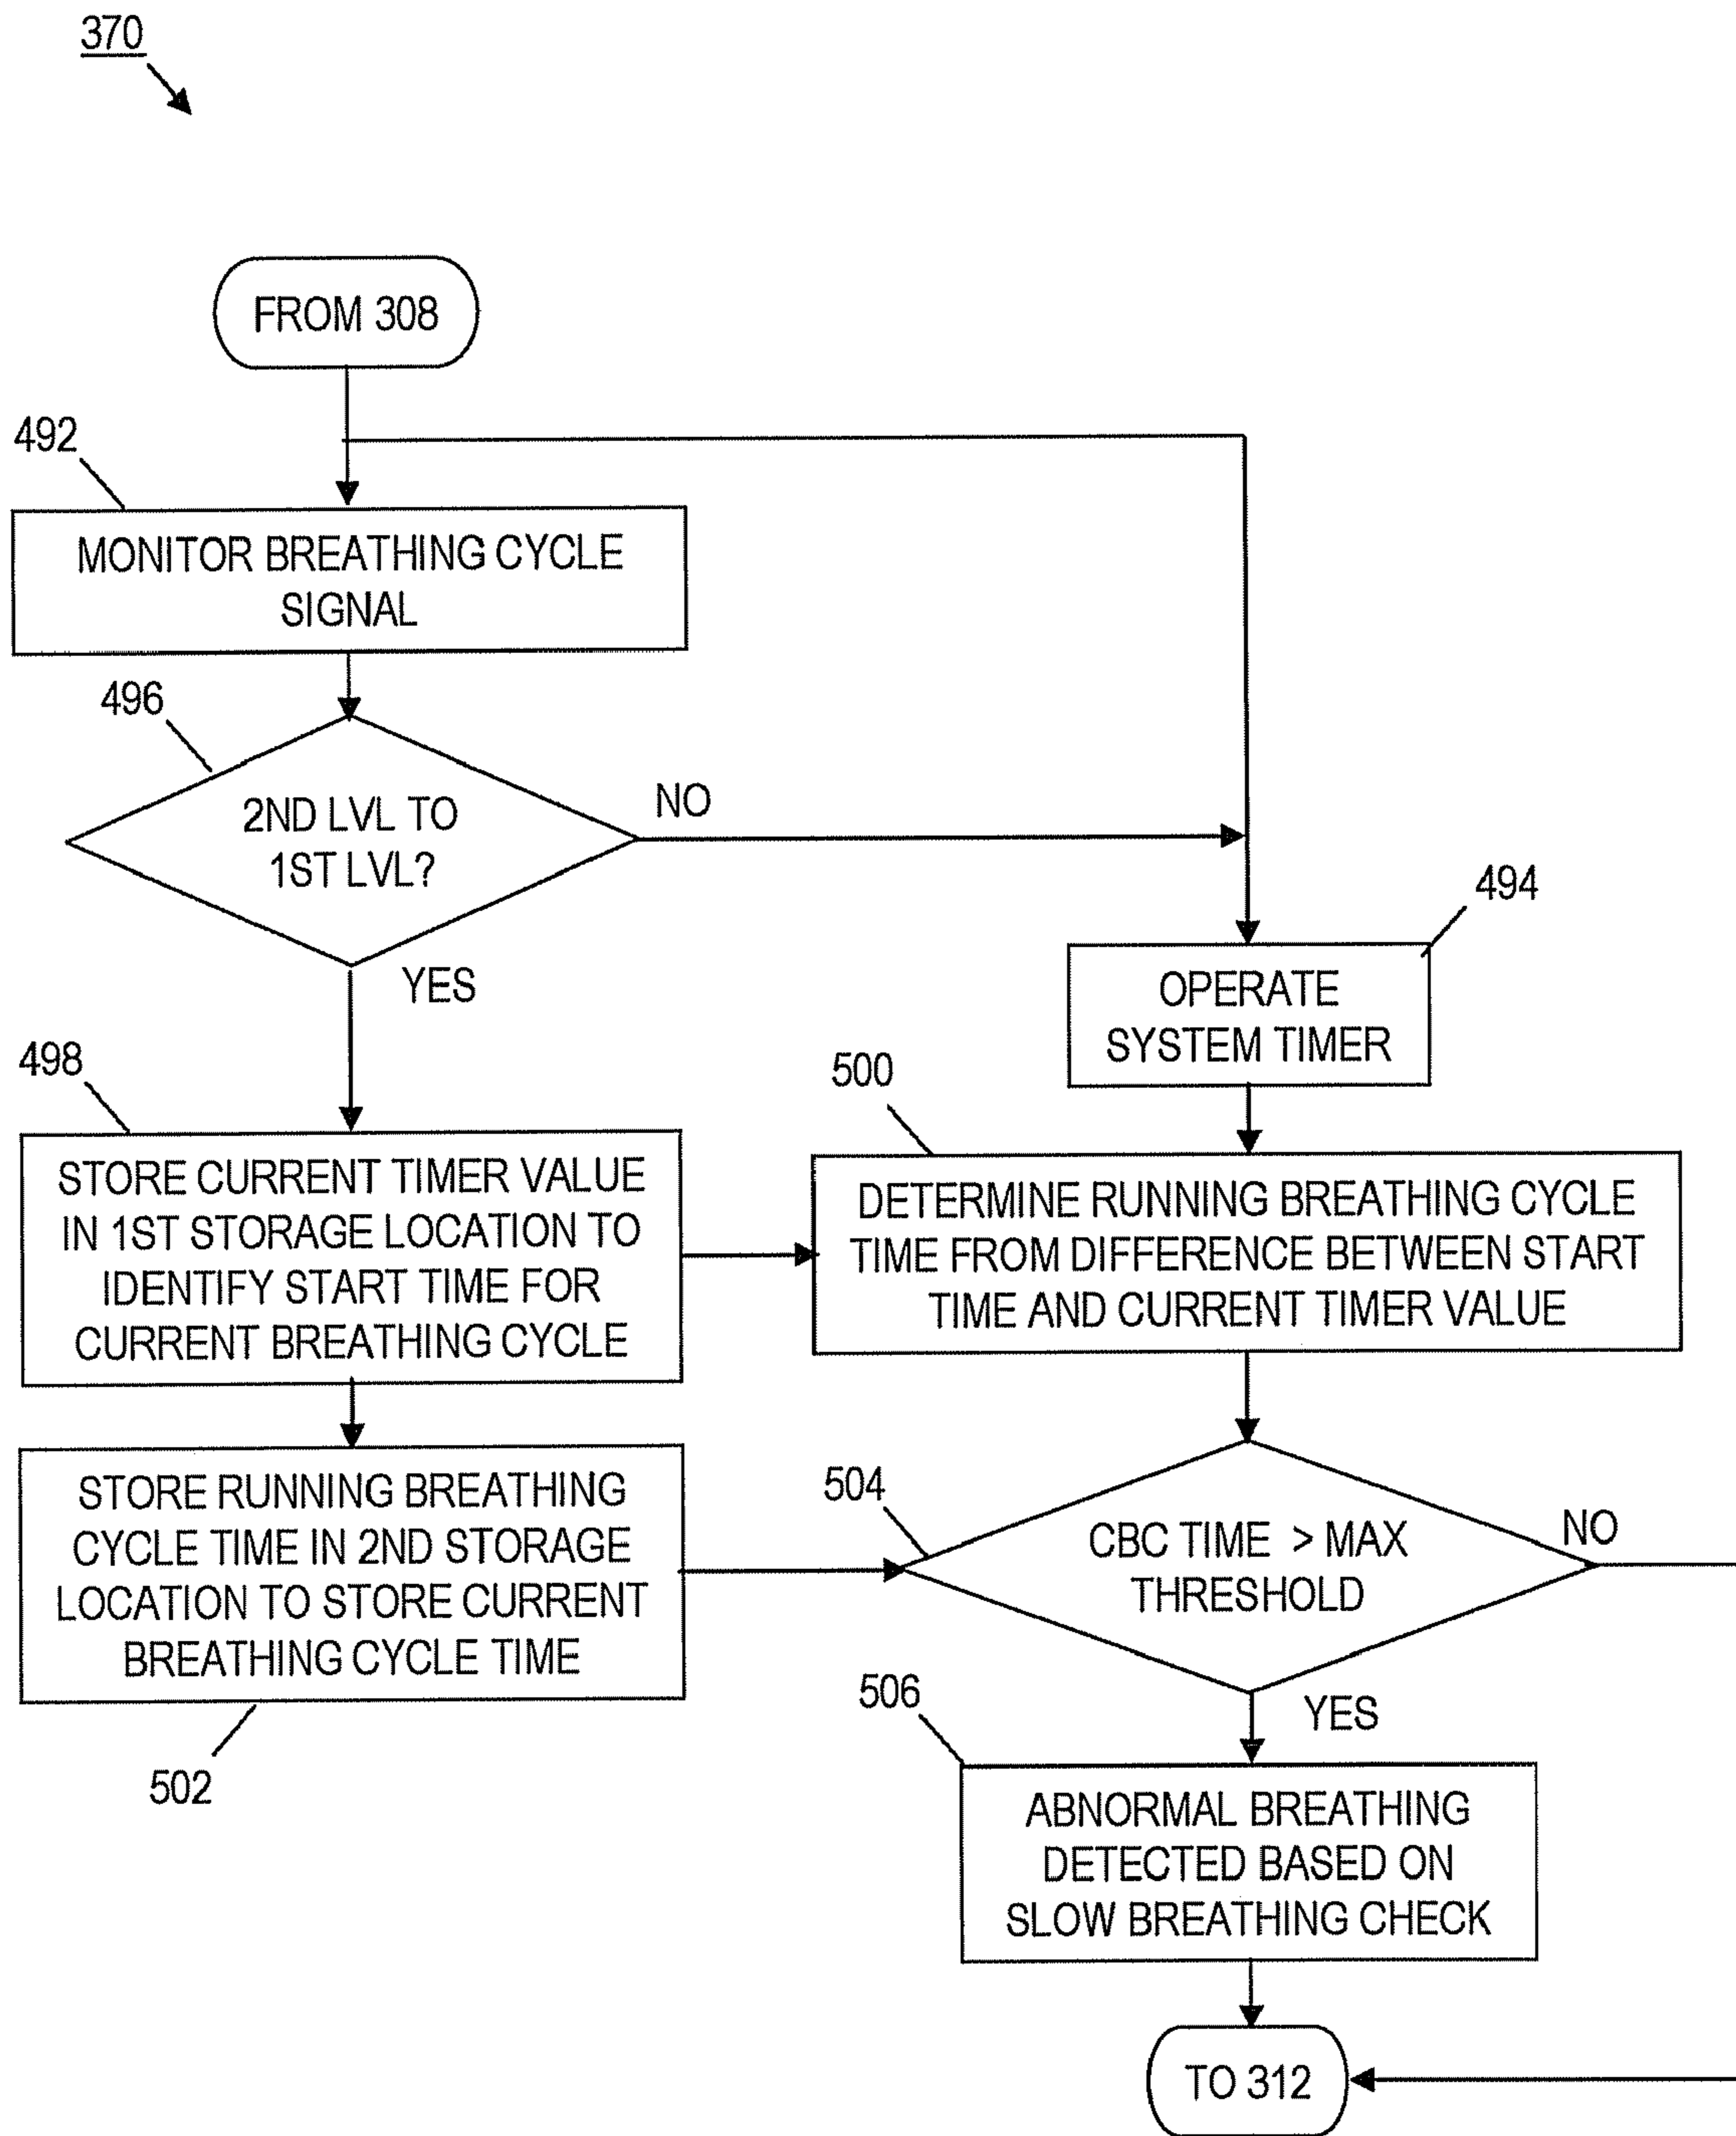 370
FROM 308
492
MONITOR BREATHING CYCLE
SIGNAL
496
2ND LVL TO
1ST LVL?
NO
YES
494
OPERATE
SYSTEM TIMER
498
STORE CURRENT TIMER VALUE
IN 1ST STORAGE LOCATION TO
IDENTIFY START TIME FOR
CURRENT BREATHING CYCLE
500
DETERMINE RUNNING BREATHING CYCLE
TIME FROM DIFFERENCE BETWEEN START
TIME AND CURRENT TIMER VALUE
STORE RUNNING BREATHING
CYCLE TIME IN 2ND STORAGE
LOCATION TO STORE CURRENT
BREATHING CYCLE TIME
502
504
CBC TIME > MAX
THRESHOLD
NO
YES
506
ABNORMAL BREATHING
DETECTED BASED ON
SLOW BREATHING CHECK
TO 312